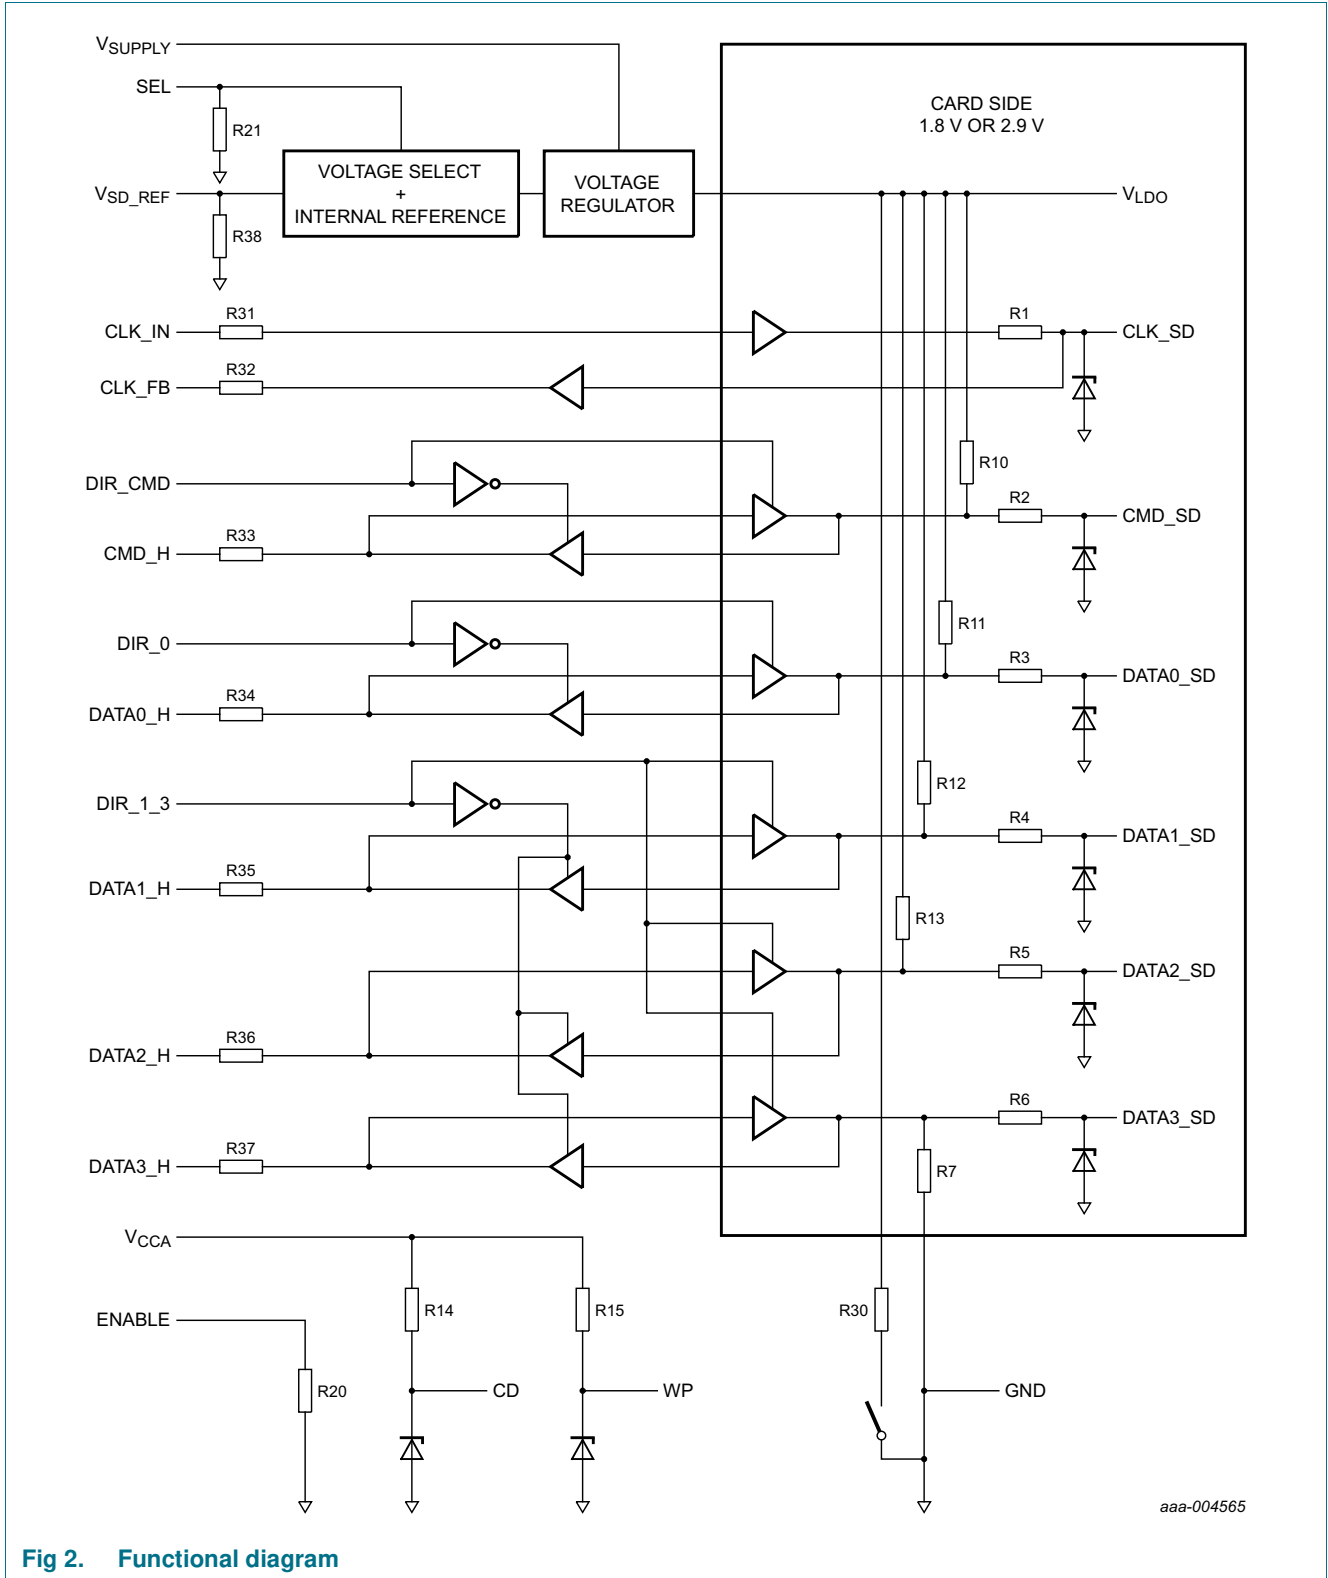 VSUPPLY
SEL
R21
CARD SIDE
1.8 V OR 2.9 V
VSD_REF
VOLTAGE SELECT
+
INTERNAL REFERENCE
VOLTAGE
REGULATOR
VLDO
R38
CLK_IN
R31
R1
CLK_SD
CLK_FB
R32
DIR_CMD
R10
R2
CMD_SD
CMD_H
R33
DIR_0
R11
R3
DATA0_SD
DATA0_H
R34
DIR_1_3
R12
R4
DATA1_SD
DATA1_H
R35
R13
R5
DATA2_SD
DATA2_H
R36
R6
DATA3_SD
DATA3_H
R37
R7
VCCA
ENABLE
R14
R15
R30
R20
CD
WP
GND
aaa-004565
Fig 2. Functional diagram